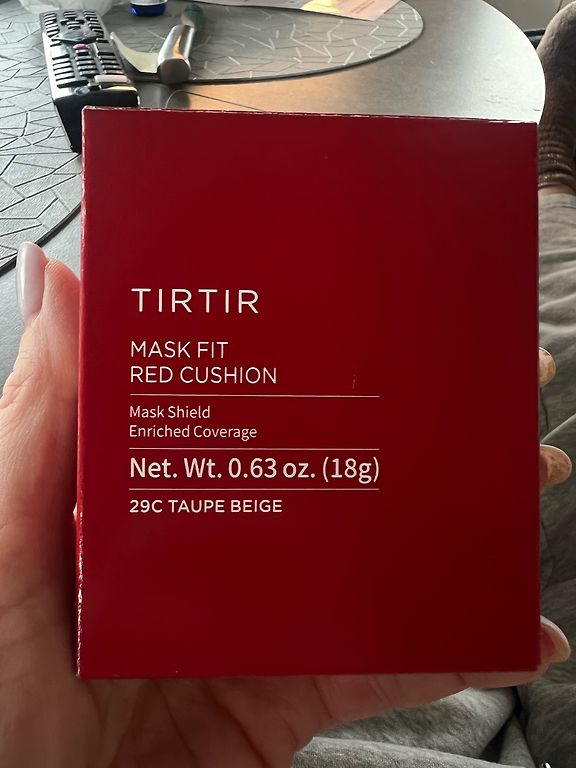 TIRTIR
MASK FIT
RED CUSHION
Mask Shield
Enriched Coverage
Net. Wt. 0.63 oz. (18g)
29C TAUPE BEIGE